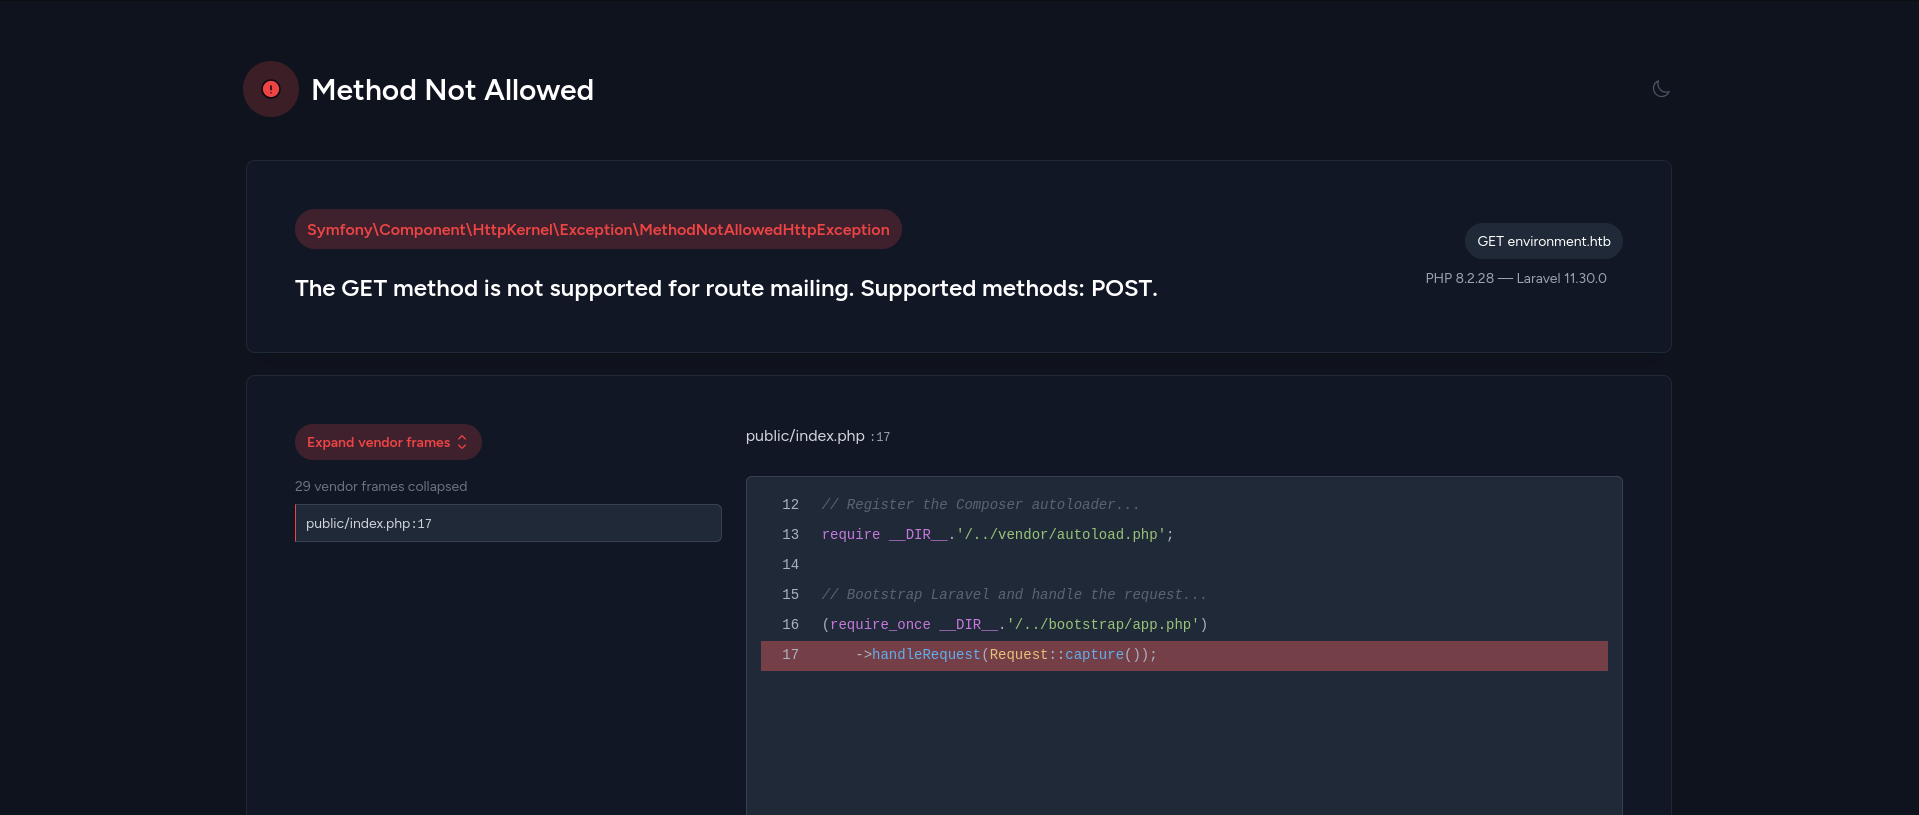 Method Not Allowed
Symfony\Component\HttpKernel\Exception\MethodNotAllowedHttpException
GET environment.htb
PHP 8.2.28 — Laravel 11.30.0
The GET method is not supported for route mailing. Supported methods: POST.
Expand vendor frames
29 vendor frames collapsed
public/index.php:17
public/index.php :17
12 // Register the Composer autoloader...
13 require __DIR__.'/../vendor/autoload.php';
14
15 // Bootstrap Laravel and handle the request...
16 (require_once __DIR__.'/../bootstrap/app.php')
17     ->handleRequest(Request::capture());